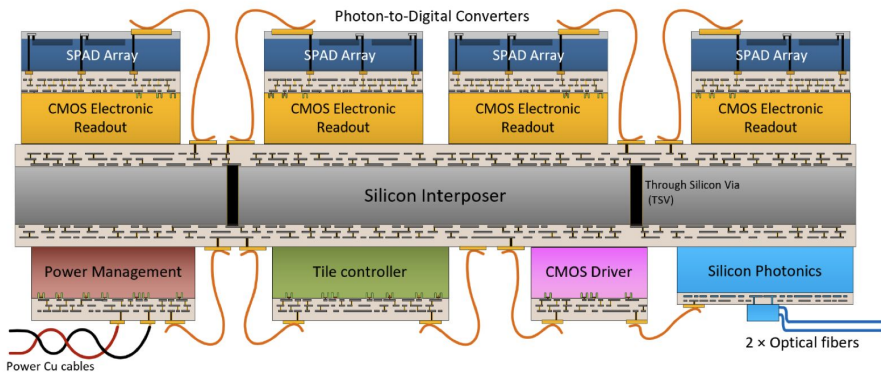 Photon-to-Digital Converters
SPAD Array
SPAD Array
SPAD Array
SPAD Array
CMOS Electronic
Readout
CMOS Electronic
Readout
CMOS Electronic
Readout
CMOS Electronic
Readout
Silicon Interposer
Through Silicon Via
(TSV)
Power Management
Tile controller
CMOS Driver
Silicon Photonics
Power Cu cables
2 × Optical fibers